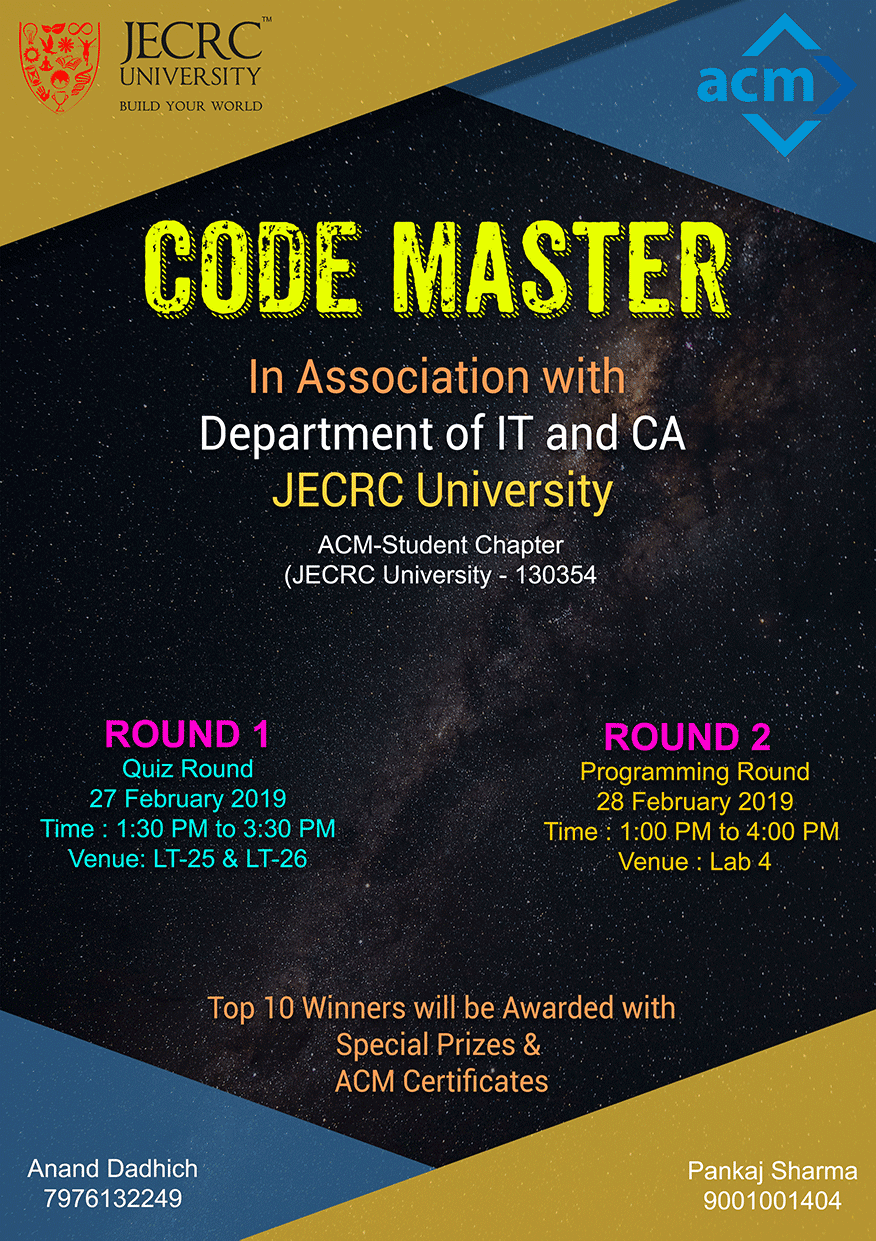 JECRC™
UNIVERSITY
BUILD YOUR WORLD
acm
CODE MASTER
In Association with
Department of IT and CA
JECRC University
ACM-Student Chapter
(JECRC University - 130354
ROUND 1
Quiz Round
27 February 2019
Time : 1:30 PM to 3:30 PM
Venue: LT-25 & LT-26
ROUND 2
Programming Round
28 February 2019
Time : 1:00 PM to 4:00 PM
Venue : Lab 4
Top 10 Winners will be Awarded with
Special Prizes &
ACM Certificates
Anand Dadhich
7976132249
Pankaj Sharma
9001001404